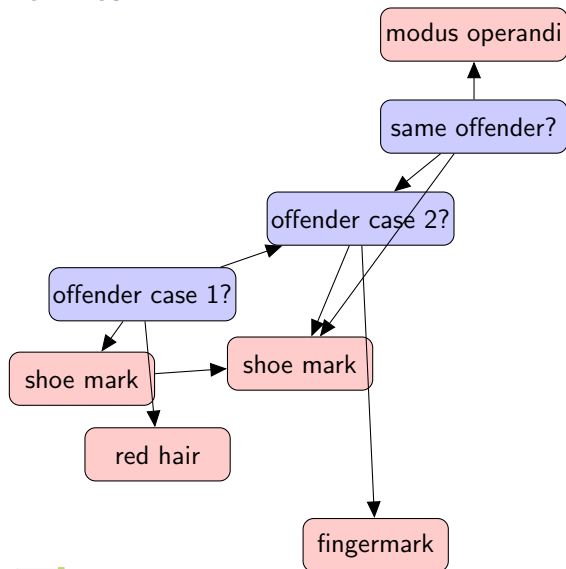 modus operandi
same offender?
offender case 2?
offender case 1?
shoe mark
shoe mark
red hair
fingermark